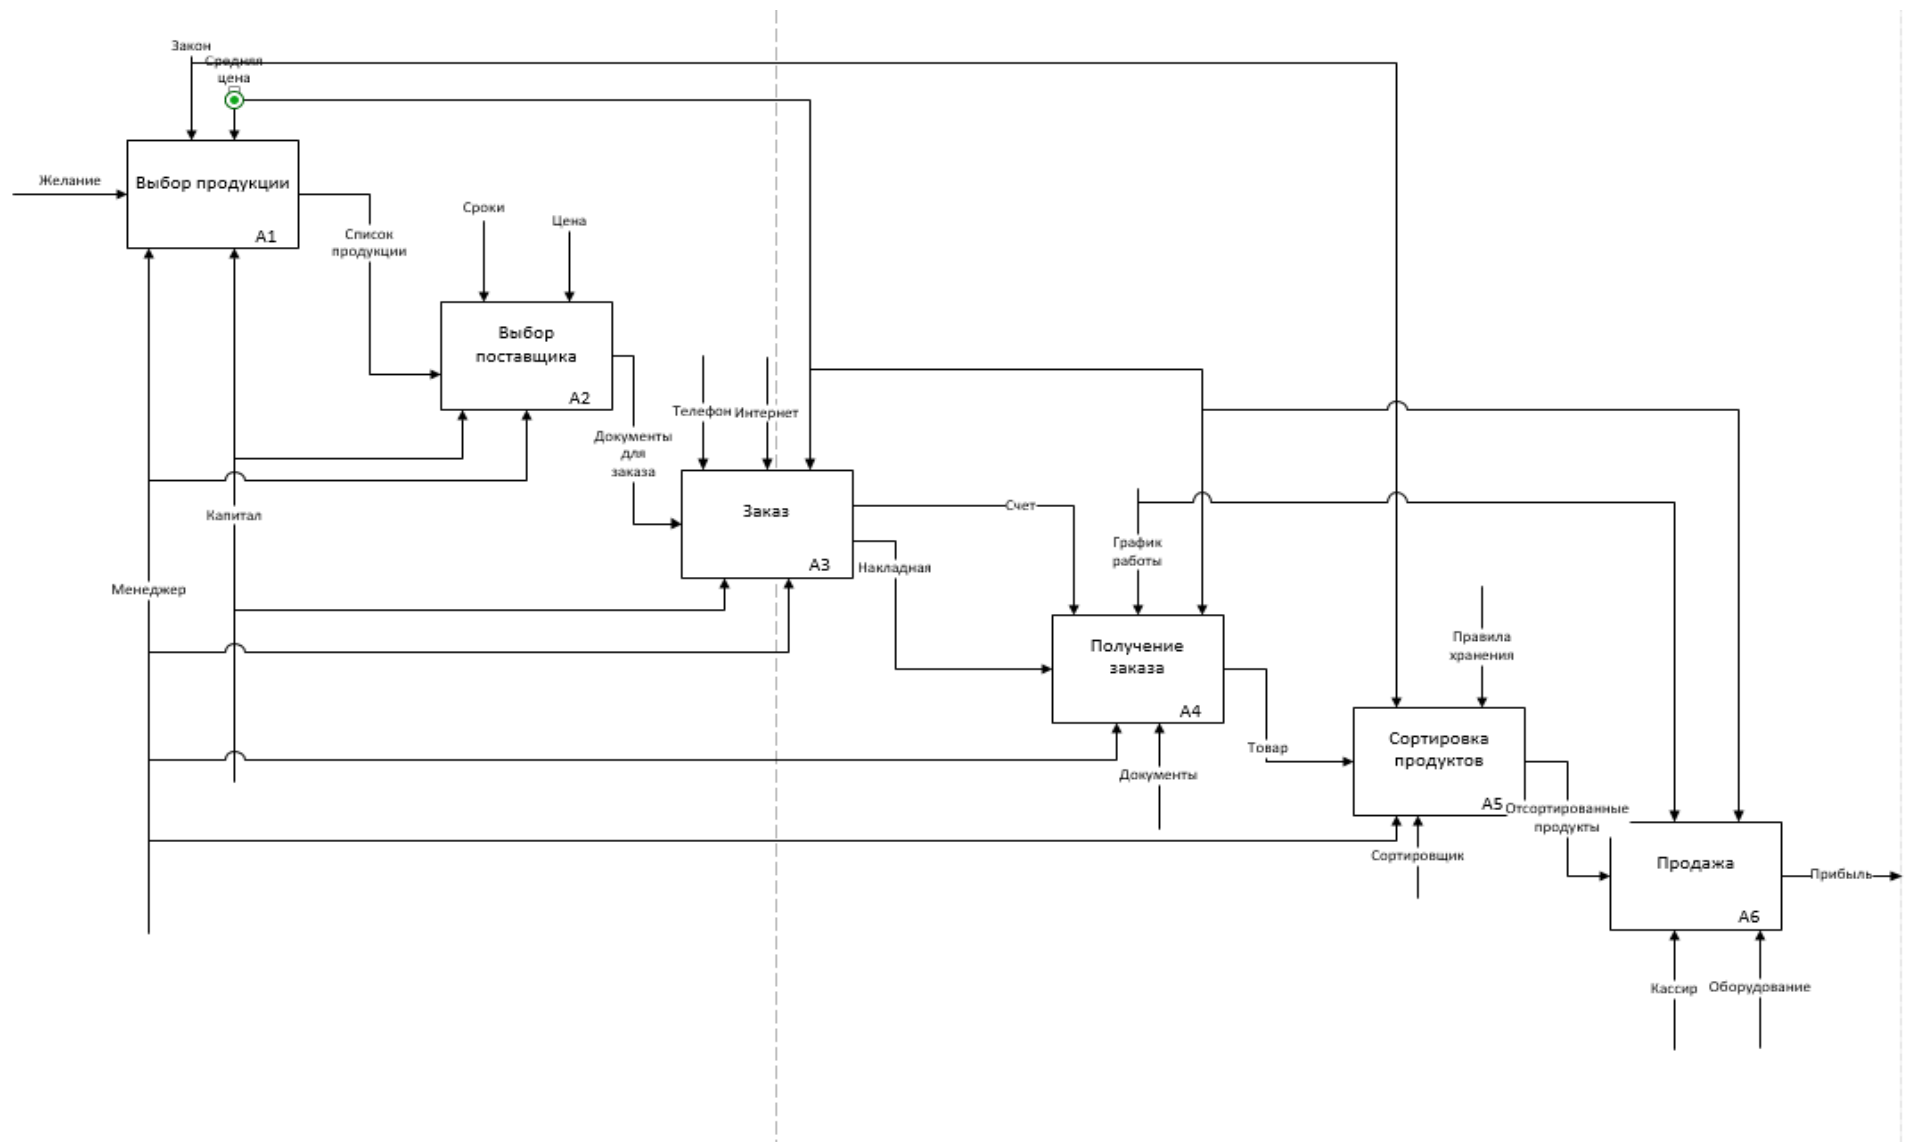 Закон
Средняя
цена
Желание
Выбор продукции
A1
Список
продукции
Сроки
Цена
Выбор
поставщика
A2
Телефон
Интернет
Документы
для
заказа
Капитал
Заказ
A3
Счет
Накладная
График
работы
Менеджер
Получение
заказа
A4
Правила
хранения
Товар
Документы
Сортировка
продуктов
A5
Отсортированные
продукты
Сортировщик
Продажа
A6
Прибыль
Кассир
Оборудование